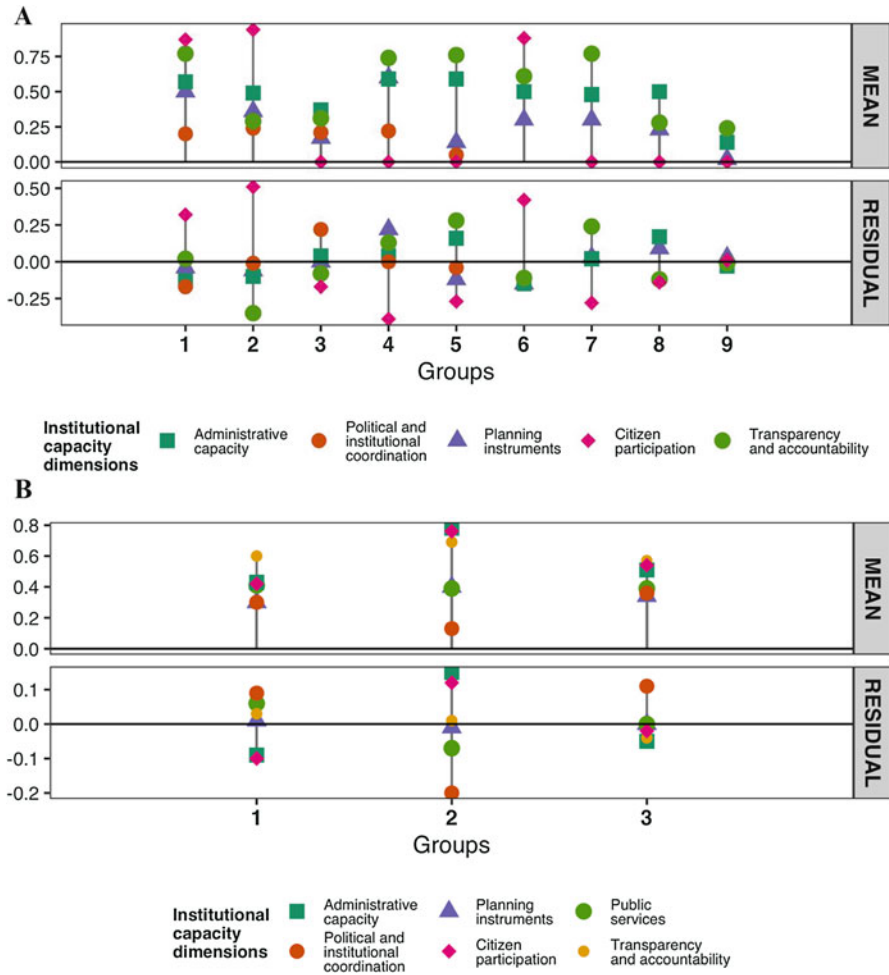 A
0.75
0.50
0.25
0.00
MEAN
0.50
0.25
0.00
-0.25
RESIDUAL
1 2 3 4 5 6 7 8 9
Groups
Institutional
capacity
dimensions
Administrative
capacity
Political and
institutional
coordination
Planning
instruments
Citizen
participation
Transparency
and accountability
B
0.8
0.6
0.4
0.2
0.0
MEAN
0.1
0.0
-0.1
-0.2
RESIDUAL
1 2 3
Groups
Institutional
capacity
dimensions
Administrative
capacity
Planning
instruments
Public
services
Political and
institutional
coordination
Citizen
participation
Transparency
and accountability